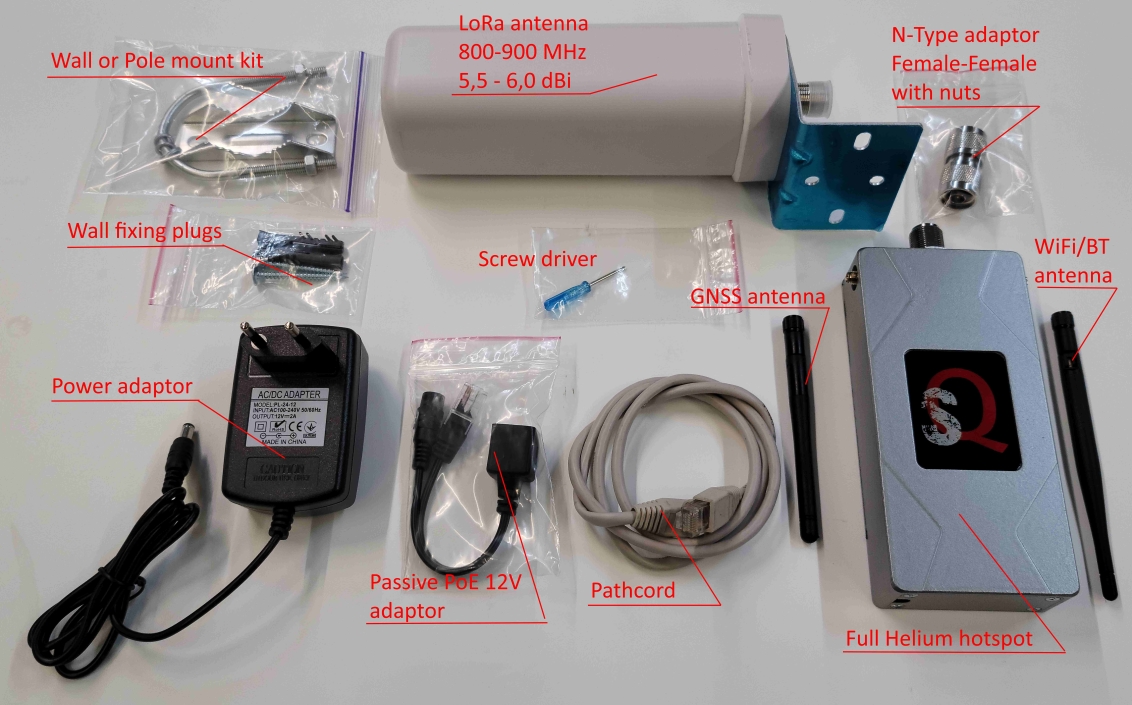 LoRa antenna
800-900 MHz
5,5 - 6,0 dBi
N-Type adaptor
Female-Female
with nuts
Wall or Pole mount kit
Wall fixing plugs
Screw driver
WiFi/BT
antenna
GNSS antenna
Power adaptor
AC/DC ADAPTER
MODEL:PL-24-12
INPUT:AC100-240V 50/60Hz
OUTPUT:12V⎓2A
CE
MADE IN CHINA
CAUTION
SQ
Passive PoE 12V
adaptor
Pathcord
Full Helium hotspot